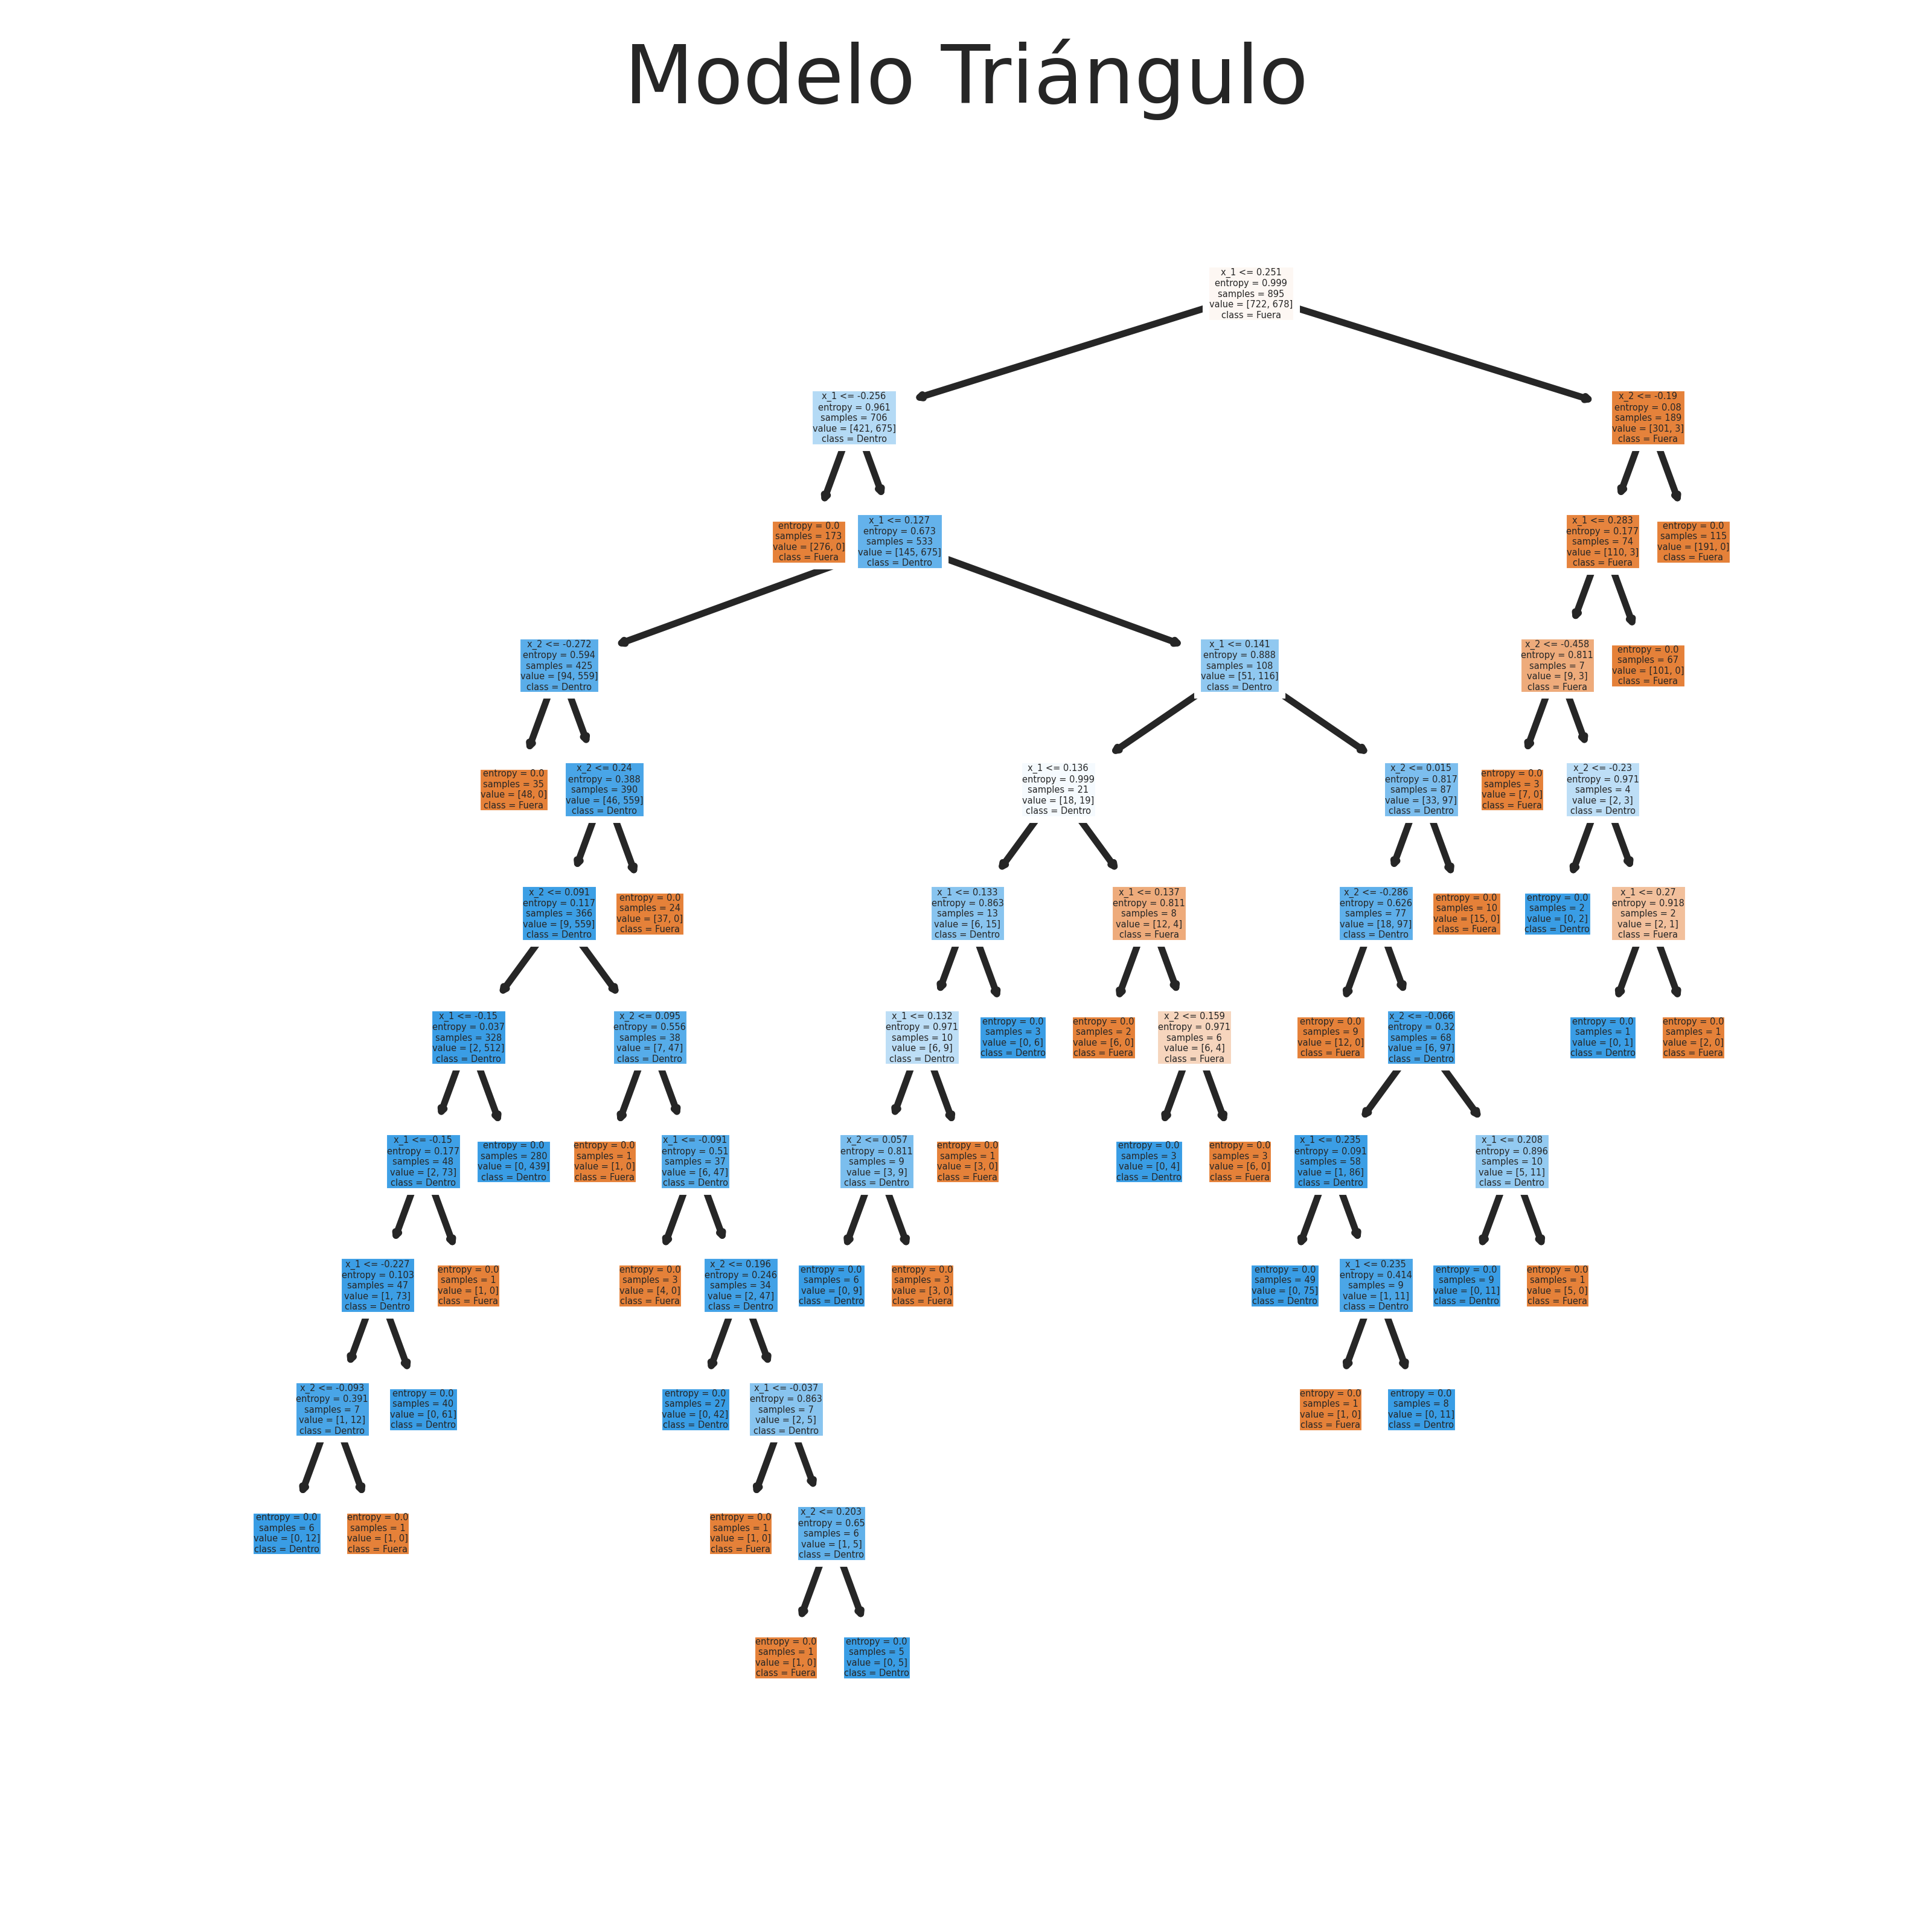 Modelo Triángulo
x_1 <= 0.251
entropy = 0.999
samples = 895
value = [722, 678]
class = Fuera
x_1 <= -0.256
entropy = 0.961
samples = 706
value = [421, 675]
class = Dentro
x_2 <= -0.19
entropy = 0.08
samples = 189
value = [301, 3]
class = Fuera
entropy = 0.0
samples = 173
value = [276, 0]
class = Fuera
x_1 <= 0.127
entropy = 0.673
samples = 533
value = [145, 675]
class = Dentro
x_1 <= 0.283
entropy = 0.177
samples = 74
value = [110, 3]
class = Fuera
entropy = 0.0
samples = 115
value = [191, 0]
class = Fuera
x_2 <= -0.272
entropy = 0.594
samples = 425
value = [94, 559]
class = Dentro
x_1 <= 0.141
entropy = 0.888
samples = 108
value = [51, 116]
class = Dentro
x_2 <= -0.458
entropy = 0.811
samples = 7
value = [9, 3]
class = Fuera
entropy = 0.0
samples = 67
value = [101, 0]
class = Fuera
entropy = 0.0
samples = 35
value = [48, 0]
class = Fuera
x_2 <= 0.24
entropy = 0.388
samples = 390
value = [46, 559]
class = Dentro
x_1 <= 0.136
entropy = 0.999
samples = 21
value = [18, 19]
class = Dentro
x_2 <= 0.015
entropy = 0.817
samples = 87
value = [33, 97]
class = Dentro
entropy = 0.0
samples = 3
value = [7, 0]
class = Fuera
x_2 <= -0.23
entropy = 0.971
samples = 4
value = [2, 3]
class = Dentro
x_2 <= 0.091
entropy = 0.117
samples = 366
value = [9, 559]
class = Dentro
entropy = 0.0
samples = 24
value = [37, 0]
class = Fuera
x_1 <= 0.133
entropy = 0.863
samples = 13
value = [6, 15]
class = Dentro
x_1 <= 0.137
entropy = 0.811
samples = 8
value = [12, 4]
class = Fuera
x_2 <= -0.286
entropy = 0.626
samples = 77
value = [18, 97]
class = Dentro
entropy = 0.0
samples = 10
value = [15, 0]
class = Fuera
entropy = 0.0
samples = 2
value = [0, 2]
class = Dentro
x_1 <= 0.27
entropy = 0.918
samples = 2
value = [2, 1]
class = Fuera
x_1 <= -0.15
entropy = 0.037
samples = 328
value = [2, 512]
class = Dentro
x_2 <= 0.095
entropy = 0.556
samples = 38
value = [7, 47]
class = Dentro
x_1 <= 0.132
entropy = 0.971
samples = 10
value = [6, 9]
class = Dentro
entropy = 0.0
samples = 3
value = [0, 6]
class = Dentro
entropy = 0.0
samples = 2
value = [6, 0]
class = Fuera
x_2 <= 0.159
entropy = 0.971
samples = 6
value = [6, 4]
class = Fuera
entropy = 0.0
samples = 9
value = [12, 0]
class = Fuera
x_2 <= -0.066
entropy = 0.32
samples = 68
value = [6, 97]
class = Dentro
entropy = 0.0
samples = 1
value = [0, 1]
class = Dentro
entropy = 0.0
samples = 1
value = [2, 0]
class = Fuera
x_1 <= -0.15
entropy = 0.177
samples = 48
value = [2, 73]
class = Dentro
entropy = 0.0
samples = 280
value = [0, 439]
class = Dentro
entropy = 0.0
samples = 1
value = [1, 0]
class = Fuera
x_1 <= -0.091
entropy = 0.51
samples = 37
value = [6, 47]
class = Dentro
x_2 <= 0.057
entropy = 0.811
samples = 9
value = [3, 9]
class = Dentro
entropy = 0.0
samples = 1
value = [3, 0]
class = Fuera
entropy = 0.0
samples = 3
value = [0, 4]
class = Dentro
entropy = 0.0
samples = 3
value = [6, 0]
class = Fuera
x_1 <= 0.235
entropy = 0.091
samples = 58
value = [1, 86]
class = Dentro
x_1 <= 0.208
entropy = 0.896
samples = 10
value = [5, 11]
class = Dentro
x_1 <= -0.227
entropy = 0.103
samples = 47
value = [1, 73]
class = Dentro
entropy = 0.0
samples = 1
value = [1, 0]
class = Fuera
entropy = 0.0
samples = 3
value = [4, 0]
class = Fuera
x_2 <= 0.196
entropy = 0.246
samples = 34
value = [2, 47]
class = Dentro
entropy = 0.0
samples = 6
value = [0, 9]
class = Dentro
entropy = 0.0
samples = 3
value = [3, 0]
class = Fuera
entropy = 0.0
samples = 49
value = [0, 75]
class = Dentro
x_1 <= 0.235
entropy = 0.414
samples = 9
value = [1, 11]
class = Dentro
entropy = 0.0
samples = 9
value = [0, 11]
class = Dentro
entropy = 0.0
samples = 1
value = [5, 0]
class = Fuera
x_2 <= -0.093
entropy = 0.391
samples = 7
value = [1, 12]
class = Dentro
entropy = 0.0
samples = 40
value = [0, 61]
class = Dentro
entropy = 0.0
samples = 27
value = [0, 42]
class = Dentro
x_1 <= -0.037
entropy = 0.863
samples = 7
value = [2, 5]
class = Dentro
entropy = 0.0
samples = 1
value = [1, 0]
class = Fuera
entropy = 0.0
samples = 8
value = [0, 11]
class = Dentro
entropy = 0.0
samples = 6
value = [0, 12]
class = Dentro
entropy = 0.0
samples = 1
value = [1, 0]
class = Fuera
entropy = 0.0
samples = 1
value = [1, 0]
class = Fuera
x_2 <= 0.203
entropy = 0.65
samples = 6
value = [1, 5]
class = Dentro
entropy = 0.0
samples = 1
value = [1, 0]
class = Fuera
entropy = 0.0
samples = 5
value = [0, 5]
class = Dentro